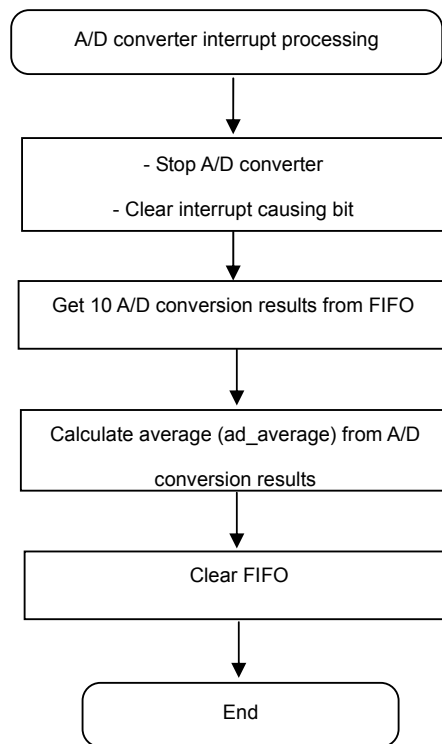 A/D converter interrupt processing
- Stop A/D converter
- Clear interrupt causing bit
Get 10 A/D conversion results from FIFO
Calculate average (ad_average) from A/D
conversion results
Clear FIFO
End